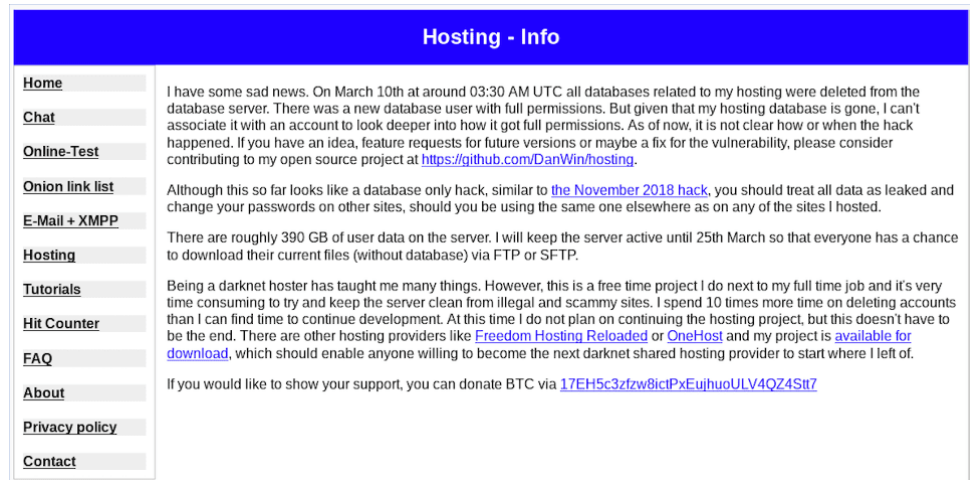 Hosting - Info
Home
Chat
Online-Test
Onion link list
E-Mail + XMPP
Hosting
Tutorials
Hit Counter
FAQ
About
Privacy policy
Contact
I have some sad news. On March 10th at around 03:30 AM UTC all databases related to my hosting were deleted from the
database server. There was a new database user with full permissions. But given that my hosting database is gone, I can't
associate it with an account to look deeper into how it got full permissions. As of now, it is not clear how or when the hack
happened. If you have an idea, feature requests for future versions or maybe a fix for the vulnerability, please consider
contributing to my open source project at https://github.com/DanWin/hosting.
Although this so far looks like a database only hack, similar to the November 2018 hack, you should treat all data as leaked and
change your passwords on other sites, should you be using the same one elsewhere as on any of the sites I hosted.
There are roughly 390 GB of user data on the server. I will keep the server active until 25th March so that everyone has a chance
to download their current files (without database) via FTP or SFTP.
Being a darknet hoster has taught me many things. However, this is a free time project I do next to my full time job and it's very
time consuming to try and keep the server clean from illegal and scammy sites. I spend 10 times more time on deleting accounts
than I can find time to continue development. At this time I do not plan on continuing the hosting project, but this doesn't have to
be the end. There are other hosting providers like Freedom Hosting Reloaded or OneHost and my project is available for
download, which should enable anyone willing to become the next darknet shared hosting provider to start where I left of.
If you would like to show your support, you can donate BTC via 17EH5c3zfzw8ictPxEujhuoULV4QZ4Stt7